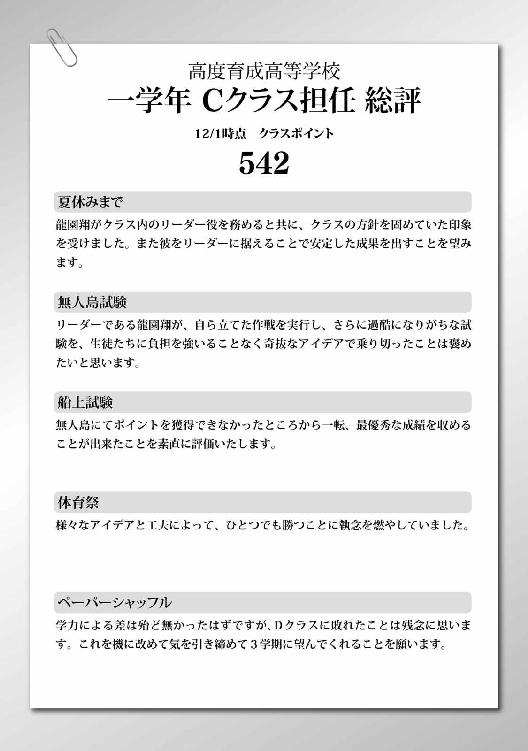 高度育成高等学校
一学年 Cクラス担任 総評
12/1時点 クラスポイント
542
夏休みまで
龍園翔がクラス内のリーダー役を務めると共に、クラスの方針を固めていた印象
を受けました。また彼をリーダーに据えることで安定した成果を出すことを望み
ます。
無人島試験
リーダーである龍園翔が、自ら立てた作戦を実行し、さらに過酷になりがちな試
験を、生徒たちに負担を強いることなく奇抜なアイデアで乗り切ったことは褒め
たいと思います。
船上試験
無人島にてポイントを獲得できなかったところから一転、最優秀な成績を収める
ことが出来たことを素直に評価いたします。
体育祭
様々なアイデアと工夫によって、ひとつでも勝つことに執念を燃やしていました。
ペーパーシャッフル
学力による差は殆ど無かったはずですが、Dクラスに敗れたことは残念に思いま
す。これを機に改めて気を引き締めて3学期に望んでくれることを願います。